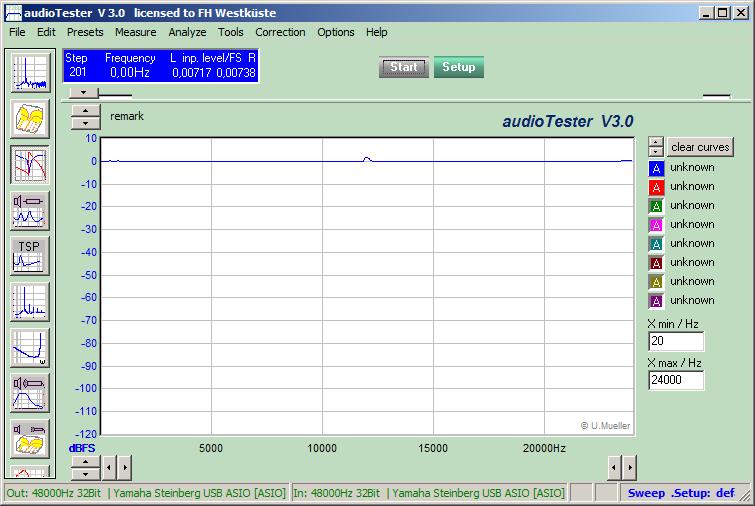 audioTester V 3.0 licensed to FH Westküste
File Edit Presets Measure Analyze Tools Correction Options Help
Step Frequency L inp. level/FS R
201 0,00Hz 0,00717 0,00738
Start Setup
remark
audioTester V3.0
10
0
-10
-20
-30
-40
-50
-60
-70
-80
-90
-100
-110
-120
dBFS
5000 10000 15000 20000Hz
© U.Mueller
clear curves
A unknown
A unknown
A unknown
A unknown
A unknown
A unknown
A unknown
A unknown
X min / Hz
20
X max / Hz
24000
TSP
ω
Out: 48000Hz 32Bit | Yamaha Steinberg USB ASIO [ASIO] In: 48000Hz 32Bit | Yamaha Steinberg USB ASIO [ASIO] Sweep .Setup: def